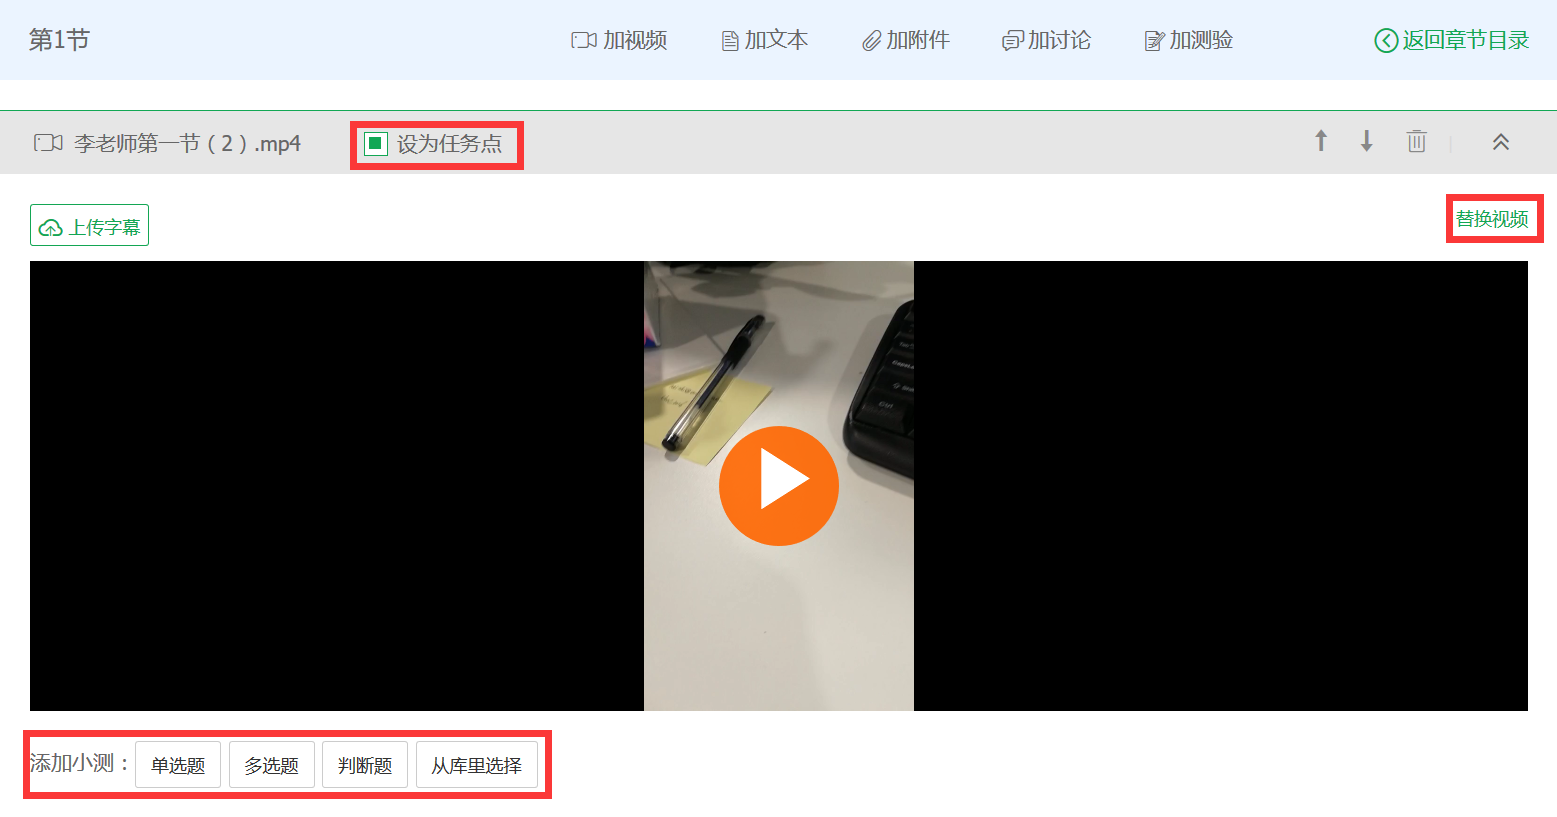 第1节 加视频 加文本 加附件 加讨论 加测验 返回章节目录
李老师第一节（2）.mp4 设为任务点
上传字幕 替换视频
Ctrl
添加小测： 单选题 多选题 判断题 从库里选择